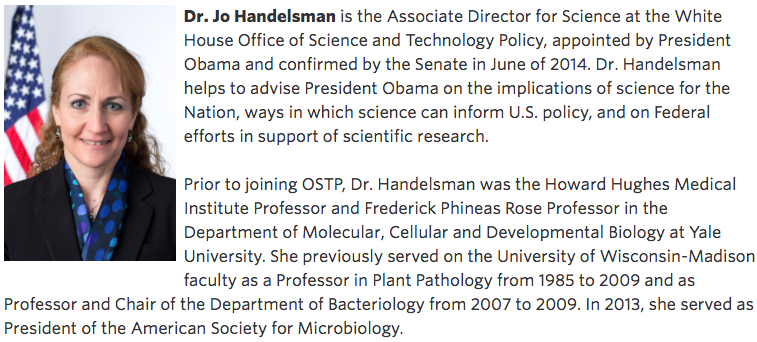 Dr. Jo Handelsman is the Associate Director for Science at the White
House Office of Science and Technology Policy, appointed by President
Obama and confirmed by the Senate in June of 2014. Dr. Handelsman
helps to advise President Obama on the implications of science for the
Nation, ways in which science can inform U.S. policy, and on Federal
efforts in support of scientific research.
Prior to joining OSTP, Dr. Handelsman was the Howard Hughes Medical
Institute Professor and Frederick Phineas Rose Professor in the
Department of Molecular, Cellular and Developmental Biology at Yale
University. She previously served on the University of Wisconsin-Madison
faculty as a Professor in Plant Pathology from 1985 to 2009 and as
Professor and Chair of the Department of Bacteriology from 2007 to 2009. In 2013, she served as
President of the American Society for Microbiology.